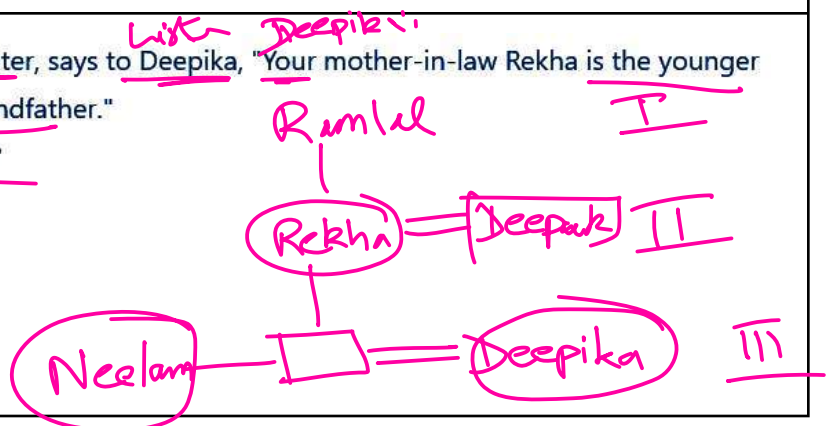 Deepika
ter, says to Deepika, "Your mother-in-law Rekha is the younger
ndfather."
Ramlal I
Rekha Deepak II
Neelam Deepika III